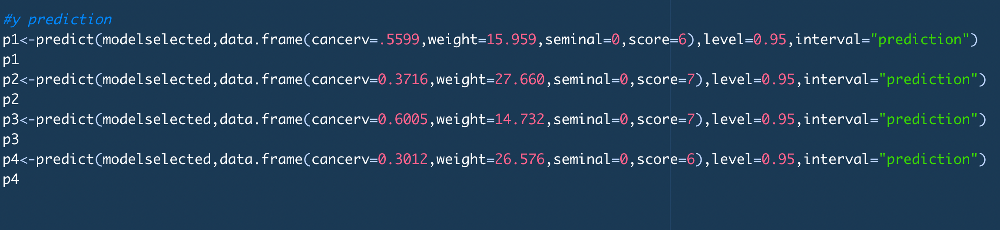 #y prediction
p1<-predict(modelselected,data.frame(cancerv=.5599,weight=15.959,seminal=0,score=6),level=0.95,interval="prediction")
p1
p2<-predict(modelselected,data.frame(cancerv=0.3716,weight=27.660,seminal=0,score=7),level=0.95,interval="prediction")
p2
p3<-predict(modelselected,data.frame(cancerv=0.6005,weight=14.732,seminal=0,score=7),level=0.95,interval="prediction")
p3
p4<-predict(modelselected,data.frame(cancerv=0.3012,weight=26.576,seminal=0,score=6),level=0.95,interval="prediction")
p4